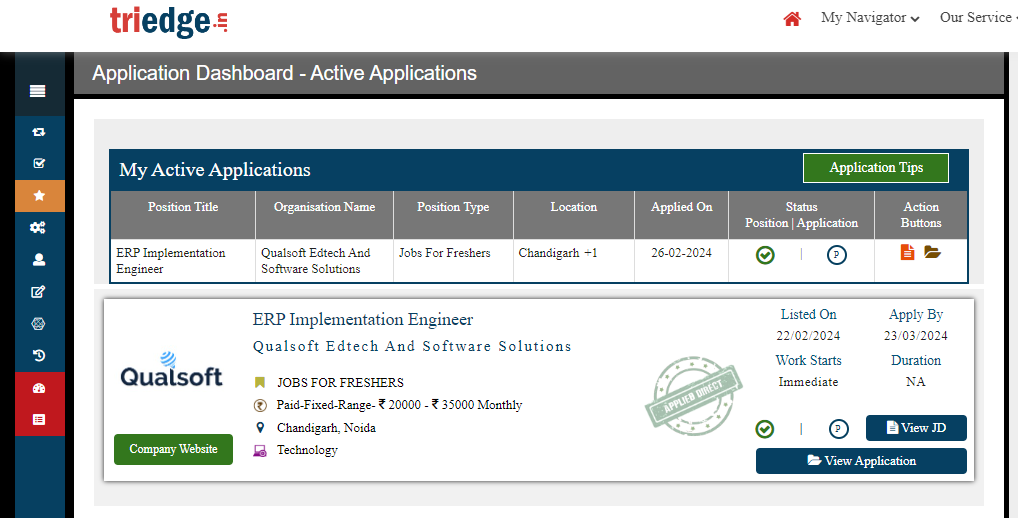 triedge.in
My Navigator
Our Service
Application Dashboard - Active Applications
My Active Applications
Application Tips
Position Title
Organisation Name
Position Type
Location
Applied On
Status
Position | Application
Action
Buttons
ERP Implementation
Engineer
Qualsoft Edtech And
Software Solutions
Jobs For Freshers
Chandigarh +1
26-02-2024
P
ERP Implementation Engineer
Qualsoft Edtech And Software Solutions
Qualsoft
JOBS FOR FRESHERS
Paid-Fixed-Range- ₹ 20000 - ₹ 35000 Monthly
Chandigarh, Noida
Technology
Company Website
APPLIED DIRECT
Listed On
22/02/2024
Apply By
23/03/2024
Work Starts
Immediate
Duration
NA
P
View JD
View Application